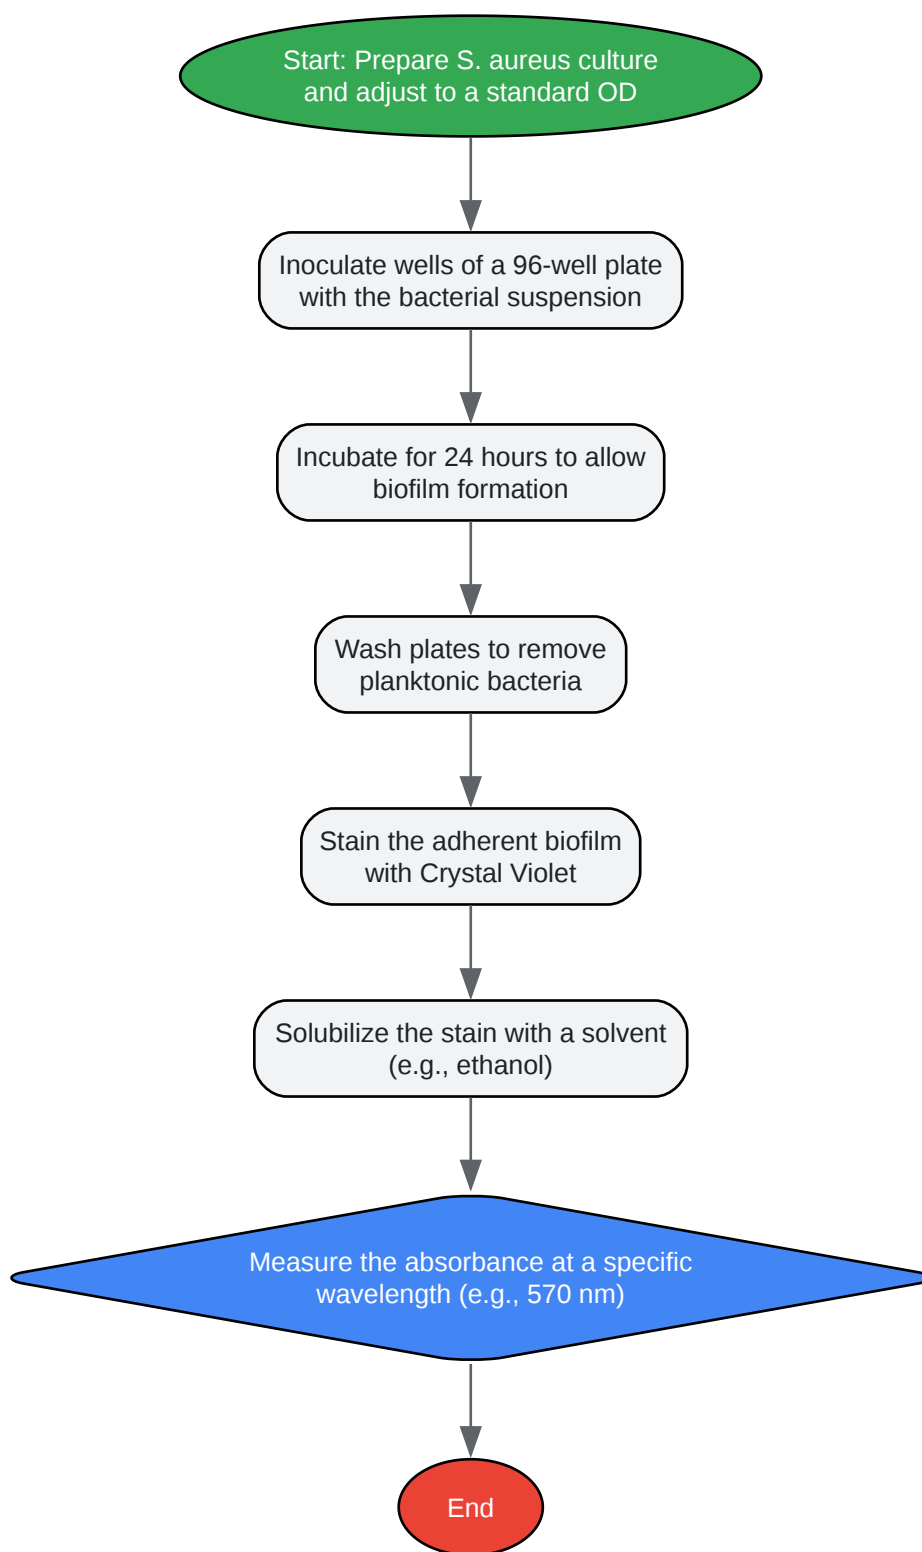 Start: Prepare S. aureus culture
and adjust to a standard OD
Inoculate wells of a 96-well plate
with the bacterial suspension
Incubate for 24 hours to allow
biofilm formation
Wash plates to remove
planktonic bacteria
Stain the adherent biofilm
with Crystal Violet
Solubilize the stain with a solvent
(e.g., ethanol)
Measure the absorbance at a specific
wavelength (e.g., 570 nm)
End